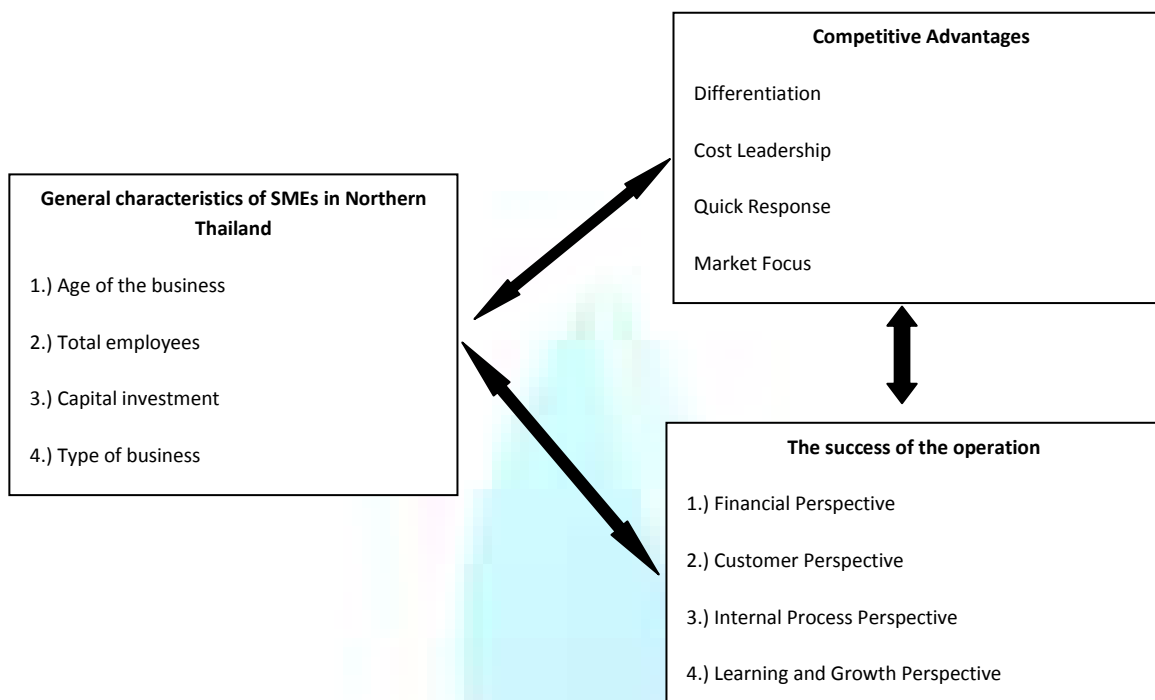 Competitive Advantages
Differentiation
Cost Leadership
Quick Response
Market Focus
General characteristics of SMEs in Northern
Thailand
1.) Age of the business
2.) Total employees
3.) Capital investment
4.) Type of business
The success of the operation
1.) Financial Perspective
2.) Customer Perspective
3.) Internal Process Perspective
4.) Learning and Growth Perspective